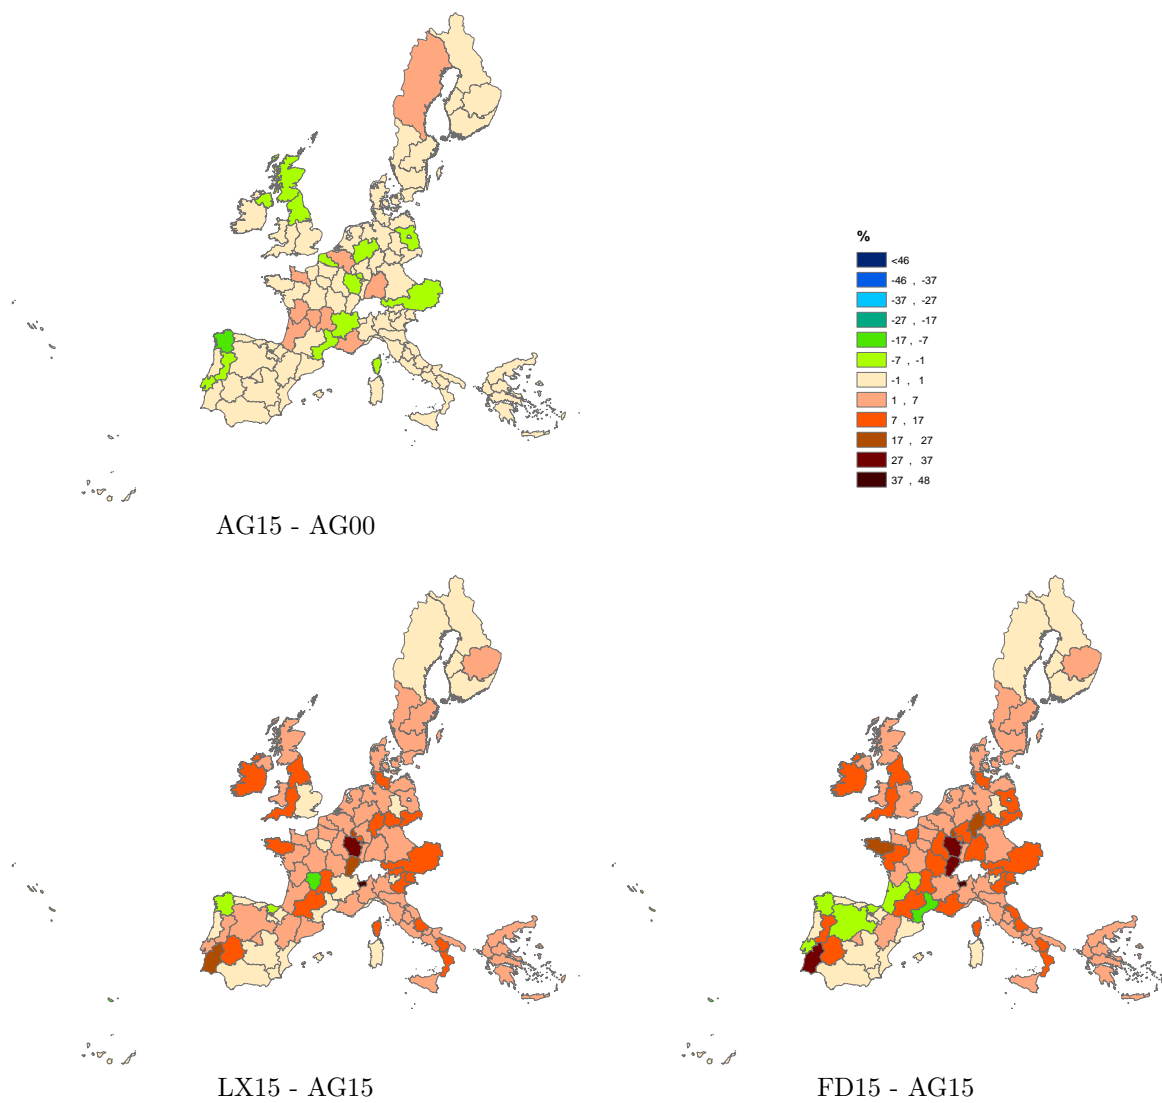 %
<46
-46 , -37
-37 , -27
-27 , -17
-17 , -7
-7 , -1
-1 , 1
1 , 7
7 , 17
17 , 27
27 , 37
37 , 48
AG15 - AG00
LX15 - AG15
FD15 - AG15